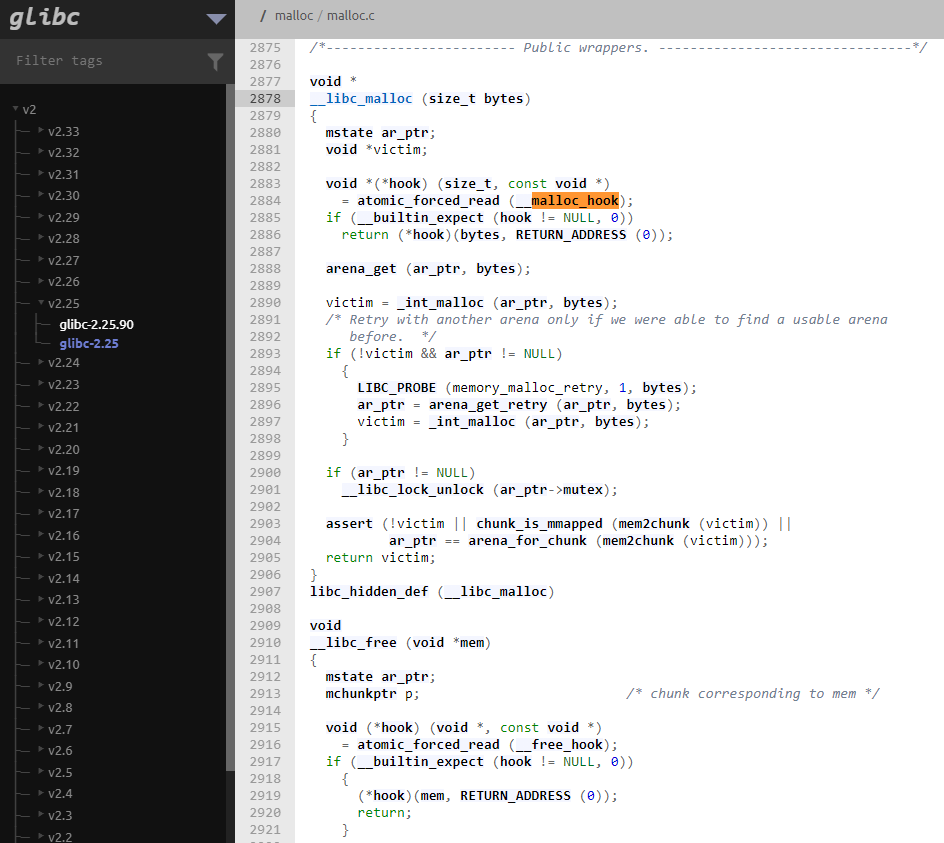 glibc
/ malloc / malloc.c
Filter tags
v2
v2.33
v2.32
v2.31
v2.30
v2.29
v2.28
v2.27
v2.26
v2.25
glibc-2.25.90
glibc-2.25
v2.24
v2.23
v2.22
v2.21
v2.20
v2.19
v2.18
v2.17
v2.16
v2.15
v2.14
v2.13
v2.12
v2.11
v2.10
v2.9
v2.8
v2.7
v2.6
v2.5
v2.4
v2.3
v2.2
2875 /*------------------------ Public wrappers. --------------------------------*/
2876
2877 void *
2878 __libc_malloc (size_t bytes)
2879 {
2880   mstate ar_ptr;
2881   void *victim;
2882
2883   void *(*hook) (size_t, const void *)
2884     = atomic_forced_read (__malloc_hook);
2885   if (__builtin_expect (hook != NULL, 0))
2886     return (*hook)(bytes, RETURN_ADDRESS (0));
2887
2888   arena_get (ar_ptr, bytes);
2889
2890   victim = _int_malloc (ar_ptr, bytes);
2891   /* Retry with another arena only if we were able to find a usable arena
2892      before.  */
2893   if (!victim && ar_ptr != NULL)
2894     {
2895       LIBC_PROBE (memory_malloc_retry, 1, bytes);
2896       ar_ptr = arena_get_retry (ar_ptr, bytes);
2897       victim = _int_malloc (ar_ptr, bytes);
2898     }
2899
2900   if (ar_ptr != NULL)
2901     __libc_lock_unlock (ar_ptr->mutex);
2902
2903   assert (!victim || chunk_is_mmapped (mem2chunk (victim)) ||
2904           ar_ptr == arena_for_chunk (mem2chunk (victim)));
2905   return victim;
2906 }
2907 libc_hidden_def (__libc_malloc)
2908
2909 void
2910 __libc_free (void *mem)
2911 {
2912   mstate ar_ptr;
2913   mchunkptr p;                          /* chunk corresponding to mem */
2914
2915   void (*hook) (void *, const void *)
2916     = atomic_forced_read (__free_hook);
2917   if (__builtin_expect (hook != NULL, 0))
2918     {
2919       (*hook)(mem, RETURN_ADDRESS (0));
2920       return;
2921     }